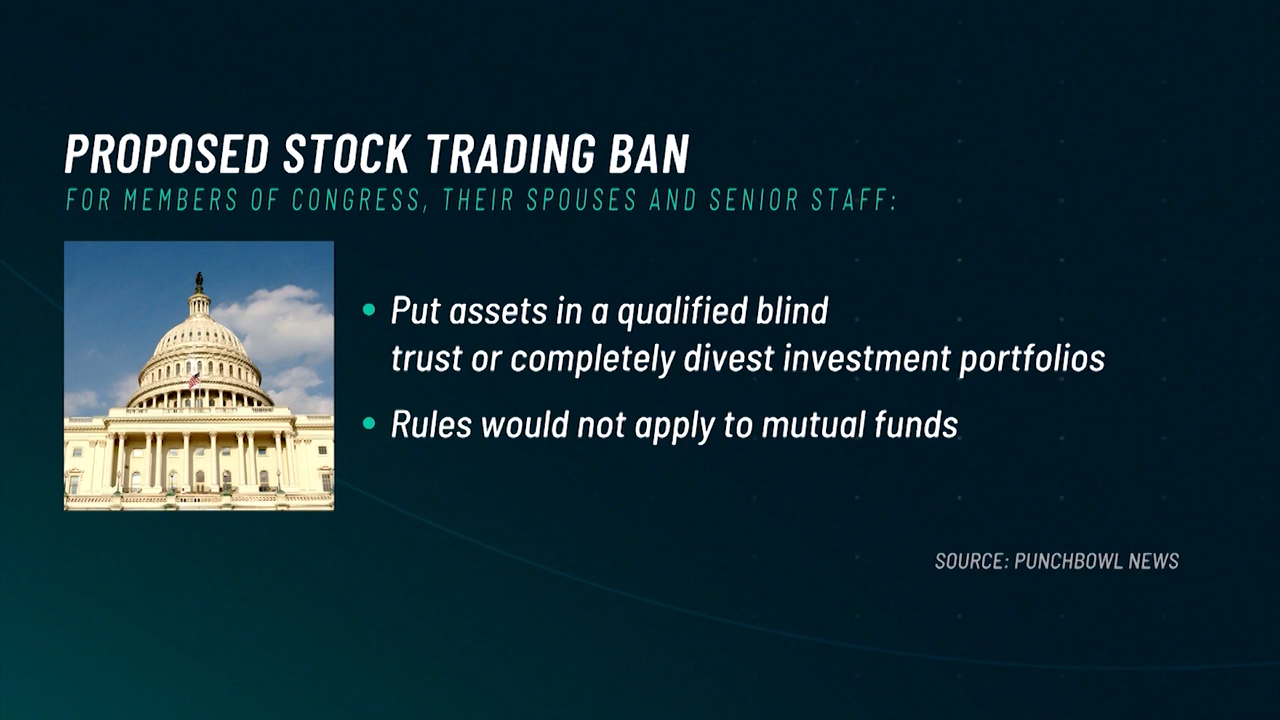 PROPOSED STOCK TRADING BAN
FOR MEMBERS OF CONGRESS, THEIR SPOUSES AND SENIOR STAFF:
Put assets in a qualified blind
trust or completely divest investment portfolios
Rules would not apply to mutual funds
SOURCE: PUNCHBOWL NEWS